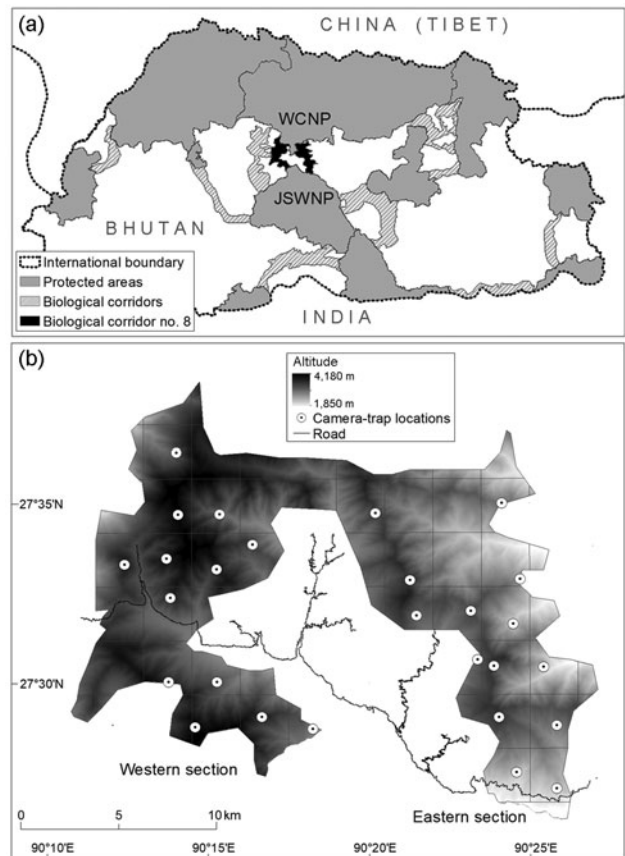 (a)
CHINA (TIBET)
WCNP
JSWNP
BHUTAN
International boundary
Protected areas
Biological corridors
Biological corridor no. 8
INDIA
(b)
Altitude
4,180 m
1,850 m
Camera-trap locations
Road
27°35'N
27°30'N
Western section
Eastern section
0 5 10 km
90°10'E 90°15'E 90°20'E 90°25'E